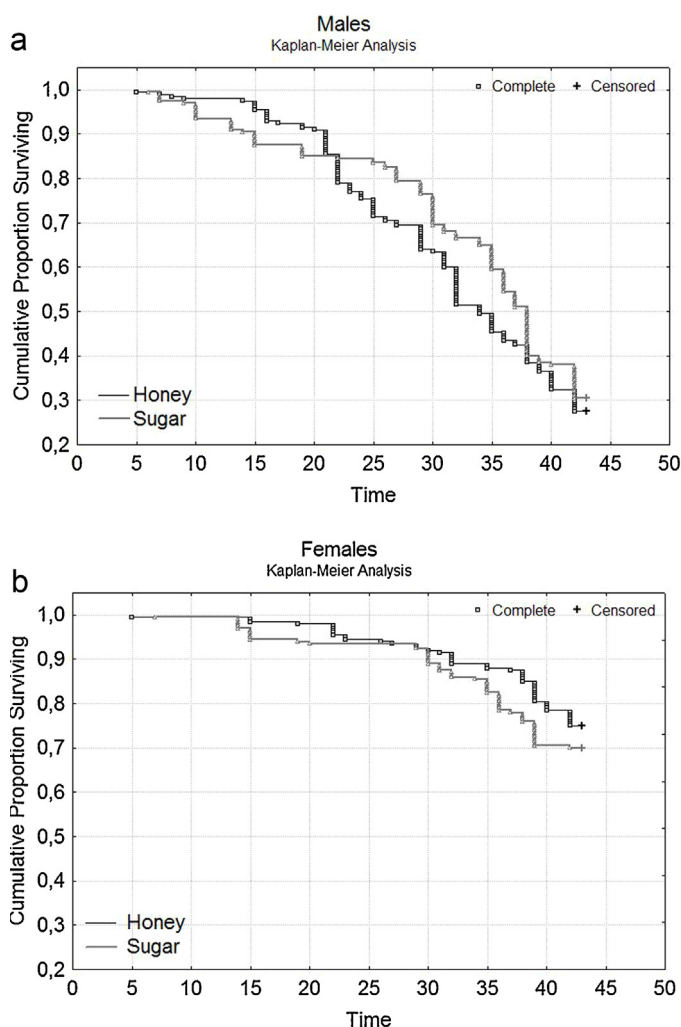 a
Males
Kaplan-Meier Analysis
Complete Censored
1,0
0,9
0,8
0,7
0,6
0,5
0,4
0,3
0,2
Cumulative Proportion Surviving
Honey
Sugar
0 5 10 15 20 25 30 35 40 45 50
Time
b
Females
Kaplan-Meier Analysis
Complete Censored
1,0
0,9
0,8
0,7
0,6
0,5
0,4
0,3
0,2
Cumulative Proportion Surviving
Honey
Sugar
0 5 10 15 20 25 30 35 40 45 50
Time